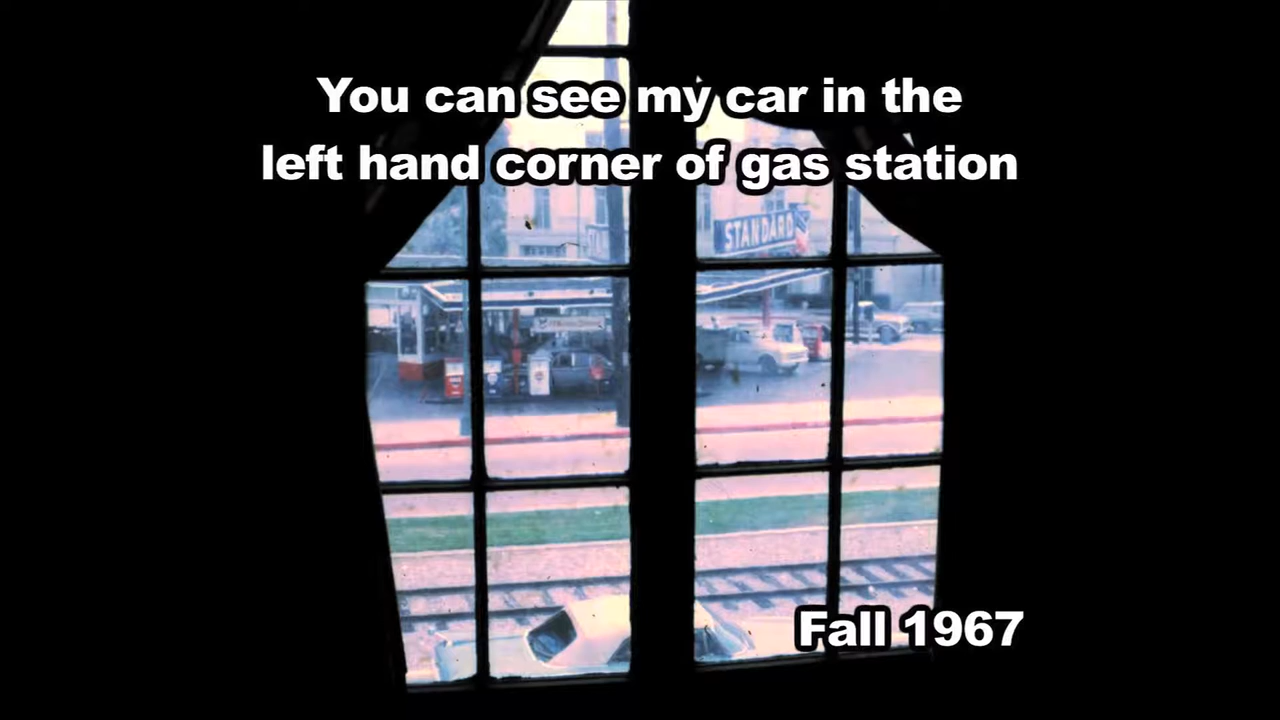 You can see my car in the
left hand corner of gas station
STANDARD
Fall 1967